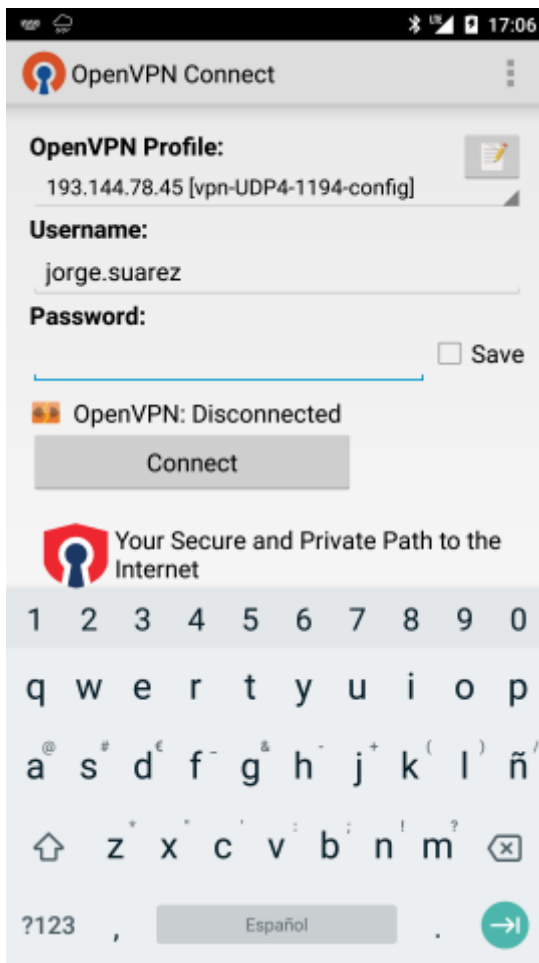 LTE 17:06
OpenVPN Connect
OpenVPN Profile:
193.144.78.45 [vpn-UDP4-1194-config]
Username:
jorge.suarez
Password:
Save
OpenVPN: Disconnected
Connect
Your Secure and Private Path to the
Internet
1 2 3 4 5 6 7 8 9 0
q w e r t y u i o p
@ # € - & - + ( ) /
a s d f g h j k l ñ
* " ' : ; ! ?
z x c v b n m
?123 , Español .